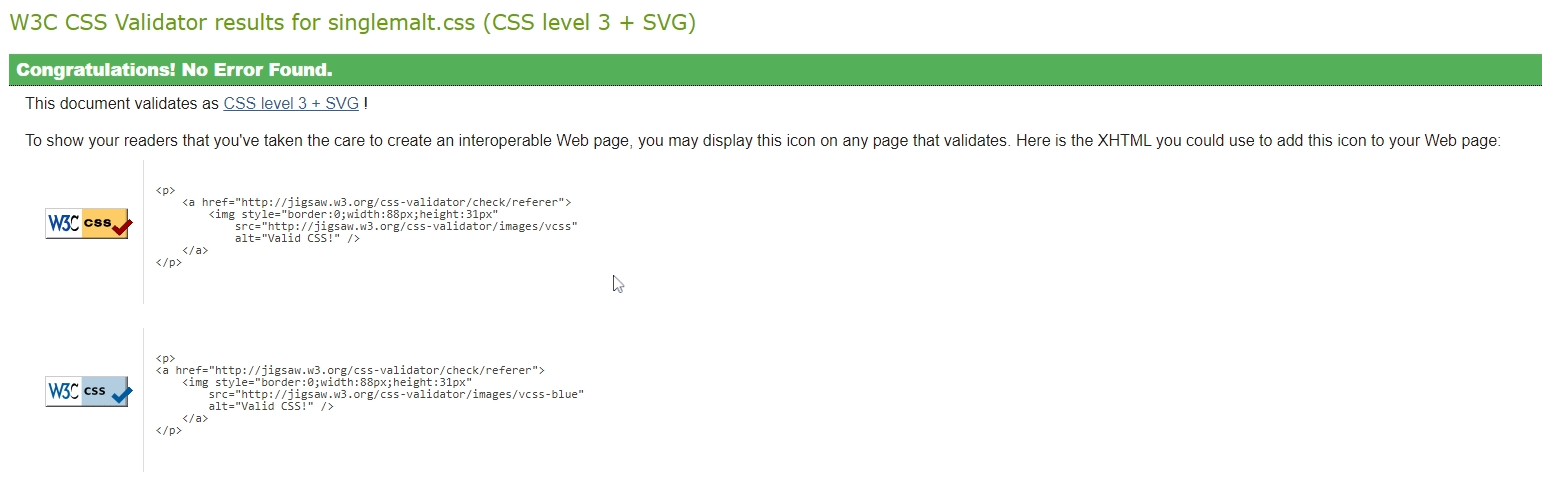 W3C CSS Validator results for singlemalt.css (CSS level 3 + SVG)
Congratulations! No Error Found.
This document validates as CSS level 3 + SVG !
To show your readers that you've taken the care to create an interoperable Web page, you may display this icon on any page that validates. Here is the XHTML you could use to add this icon to your Web page:
W3C css
<p>
<a href="http://jigsaw.w3.org/css-validator/check/referer">
<img style="border:0;width:88px;height:31px"
src="http://jigsaw.w3.org/css-validator/images/vcss"
alt="Valid CSS!" />
</a>
</p>
W3C css
<p>
<a href="http://jigsaw.w3.org/css-validator/check/referer">
<img style="border:0;width:88px;height:31px"
src="http://jigsaw.w3.org/css-validator/images/vcss-blue"
alt="Valid CSS!" />
</a>
</p>